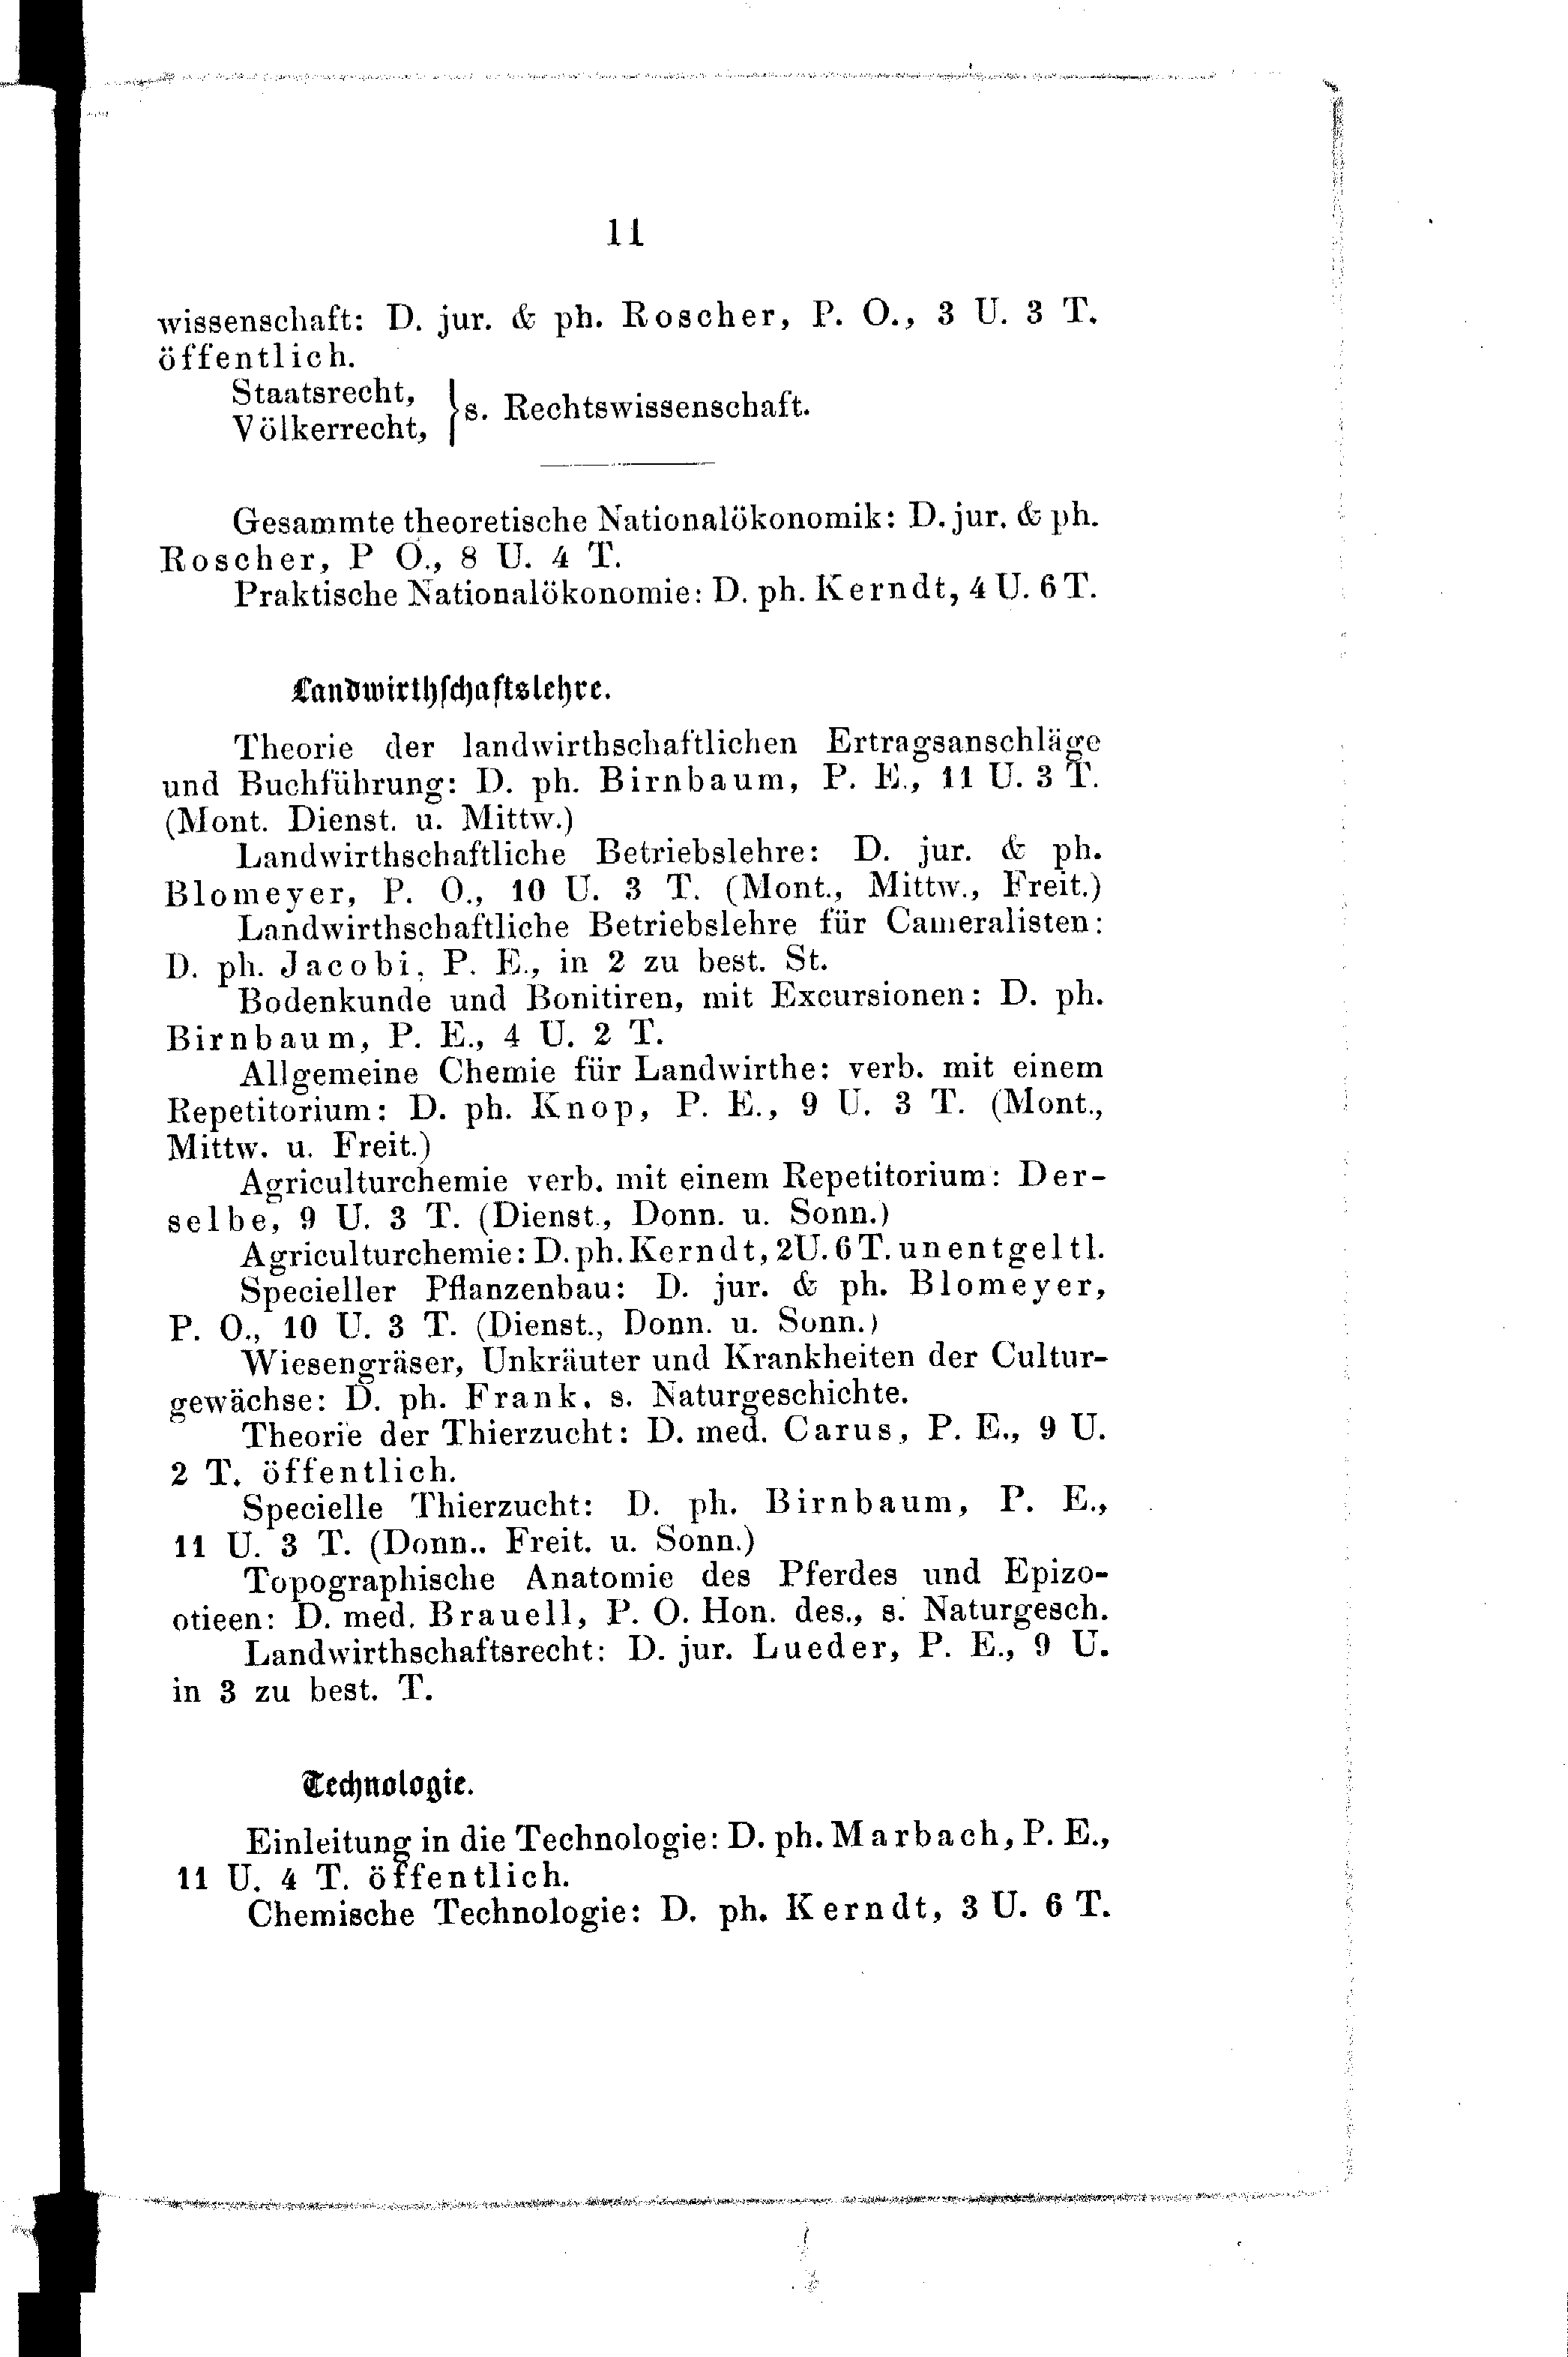 11
wissenschaft: D. jur. & ph. Roscher, P. O., 3 U. 3 T.
öffentlich.
Staatsrecht,
Völkerrecht,
} s. Rechtswissenschaft.
Gesammte theoretische Nationalökonomik: D. jur. & ph.
Roscher, P O., 8 U. 4 T.
Praktische Nationalökonomie: D. ph. Kerndt, 4 U. 6 T.
Landwirthschaftslehre.
Theorie der landwirthschaftlichen Ertragsanschläge
und Buchführung: D. ph. Birnbaum, P. E., 11 U. 3 T.
(Mont. Dienst. u. Mittw.)
Landwirthschaftliche Betriebslehre: D. jur. & ph.
Blomeyer, P. O., 10 U. 3 T. (Mont., Mittw., Freit.)
Landwirthschaftliche Betriebslehre für Cameralisten:
D. ph. Jacobi, P. E., in 2 zu best. St.
Bodenkunde und Bonitiren, mit Excursionen: D. ph.
Birnbaum, P. E., 4 U. 2 T.
Allgemeine Chemie für Landwirthe: verb. mit einem
Repetitorium: D. ph. Knop, P. E., 9 U. 3 T. (Mont.,
Mittw. u. Freit.)
Agriculturchemie verb. mit einem Repetitorium: Der-
selbe, 9 U. 3 T. (Dienst., Donn. u. Sonn.)
Agriculturchemie: D. ph. Kerndt, 2 U. 6 T. unentgeltl.
Specieller Pflanzenbau: D. jur. & ph. Blomeyer,
P. O., 10 U. 3 T. (Dienst., Donn. u. Sonn.)
Wiesengräser, Unkräuter und Krankheiten der Cultur-
gewächse: D. ph. Frank. s. Naturgeschichte.
Theorie der Thierzucht: D. med. Carus, P. E., 9 U.
2 T. öffentlich.
Specielle Thierzucht: D. ph. Birnbaum, P. E.,
11 U. 3 T. (Donn.. Freit. u. Sonn.)
Topographische Anatomie des Pferdes und Epizo-
otieen: D. med. Brauell, P. O. Hon. des., s. Naturgesch.
Landwirthschaftsrecht: D. jur. Lueder, P. E., 9 U.
in 3 zu best. T.
Technologie.
Einleitung in die Technologie: D. ph. Marbach, P. E.,
11 U. 4 T. öffentlich.
Chemische Technologie: D. ph. Kerndt, 3 U. 6 T.